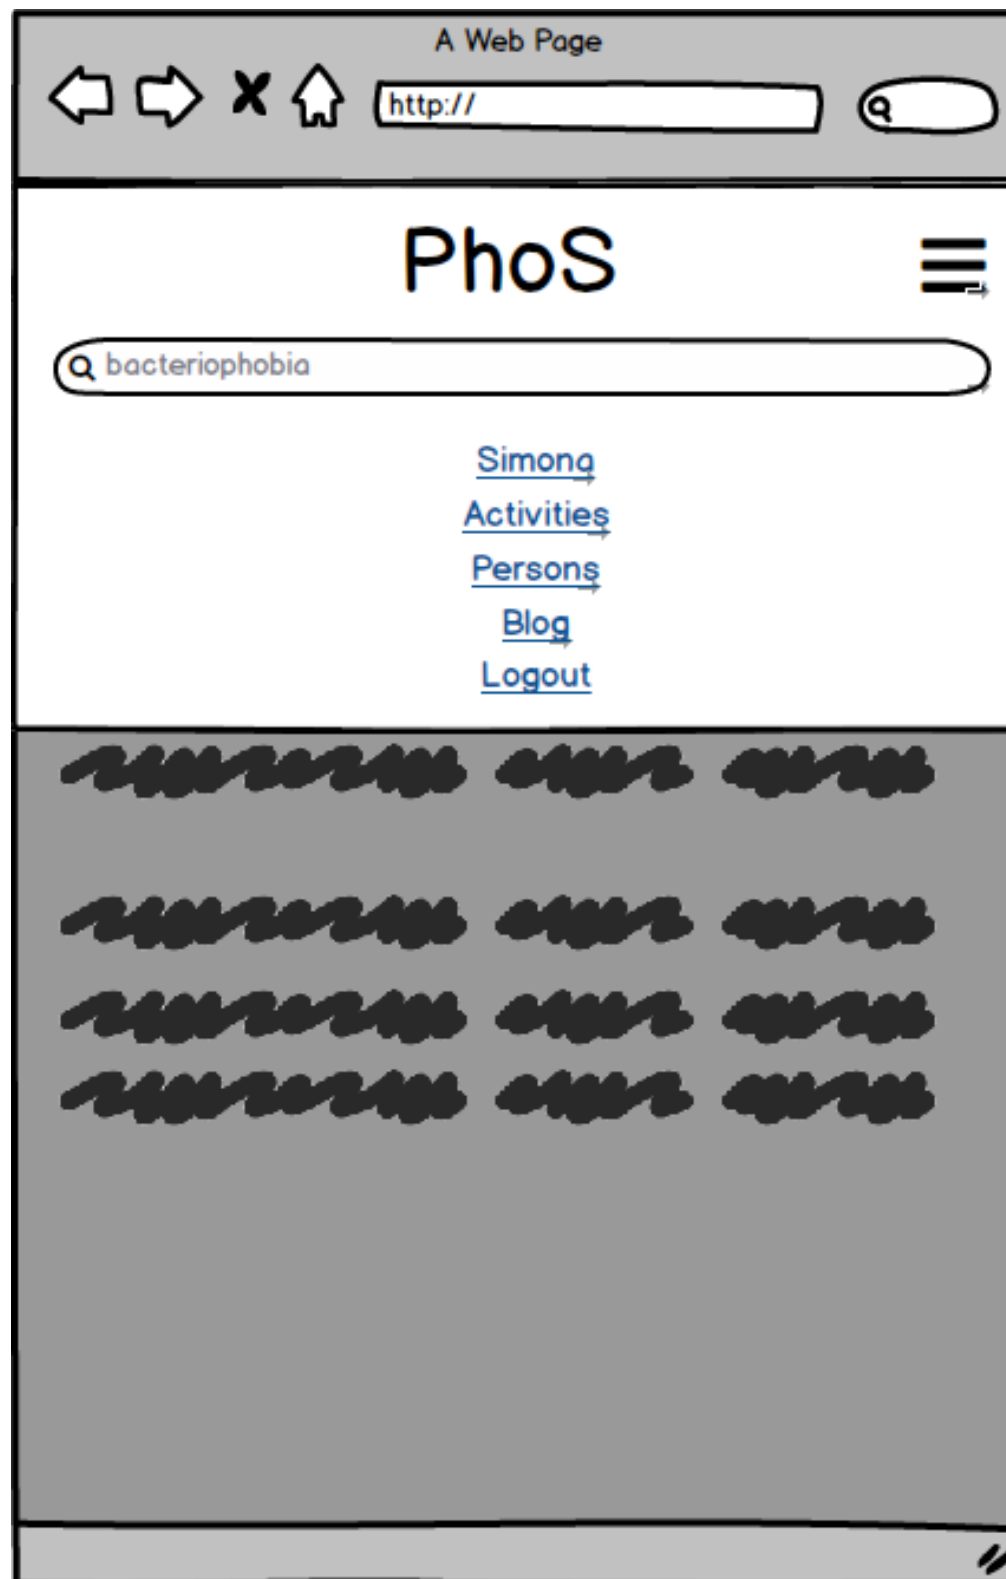 A Web Page
http://
PhoS
bacteriophobia
Simona
Activities
Persons
Blog
Logout